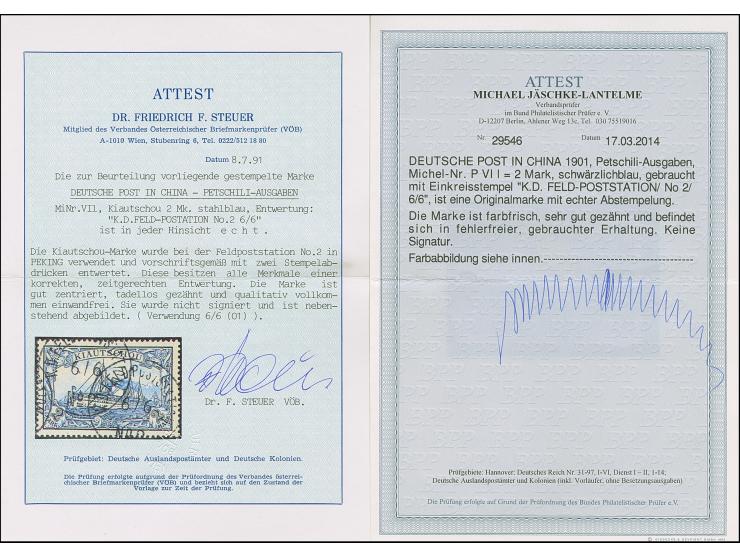 ATTEST
DR. FRIEDRICH F. STEUER
Mitglied des Verbandes Österreichischer Briefmarkenprüfer (VÖB)
A-1010 Wien, Stubenring 6, Tel. 0222/512 18 80
Datum 8.7.91
Die zur Beurteilung vorliegende gestempelte Marke
DEUTSCHE POST IN CHINA - PETSCHILI-AUSGABEN
MiNr.VII, Kiautschou 2 Mk. stahlblau, Entwertung:
"K.D.FELD-POSTATION No.2 6/6"
ist in jeder Hinsicht e c h t .
Die Kiautschou-Marke wurde bei der Feldpoststation No.2 in
PEKING verwendet und vorschriftsgemäß mit zwei Stempelab-
drücken entwertet. Diese besitzen alle Merkmale einer
korrekten, zeitgerechten Entwertung. Die Marke ist
gut zentriert, tadellos gezähnt und qualitativ vollkom-
men einwandfrei. Sie wurde nicht signiert und ist neben-
stehend abgebildet. ( Verwendung 6/6 (01) ).
KIAUTSCHOU
6/6
6/6
Dr. F. STEUER VÖB.
Prüfgebiet: Deutsche Auslandspostämter und Deutsche Kolonien.
Die Prüfung erfolgte aufgrund der Prüfordnung des Verbandes österrei-
chischer Briefmarkenprüfer (VÖB) und bezieht sich auf den Zustand der
Vorlage zur Zeit der Prüfung.
ATTEST
MICHAEL JÄSCHKE-LANTELME
Verbandsprüfer
im Bund Philatelistischer Prüfer e. V.
D-12207 Berlin, Ahlener Weg 13c, Tel. 030 75519016
Nr. 29546 Datum 17.03.2014
DEUTSCHE POST IN CHINA 1901, Petschili-Ausgaben,
Michel-Nr. P VI I = 2 Mark, schwärzlichblau, gebraucht
mit Einkreisstempel "K.D. FELD-POSTSTATION/ No 2/
6/6", ist eine Originalmarke mit echter Abstempelung.
Die Marke ist farbfrisch, sehr gut gezähnt und befindet
sich in fehlerfreier, gebrauchter Erhaltung. Keine
Signatur.
Farbabbildung siehe innen.
Prüfgebiete: Hannover: Deutsches Reich Nr. 31-97, I-VI, Dienst I – II, 1-14;
Deutsche Auslandspostämter und Kolonien (inkl. Vorläufer, ohne Besetzungsausgaben)
Die Prüfung erfolgte auf Grund der Prüfordnung des Bundes Philatelistischer Prüfer e.V.